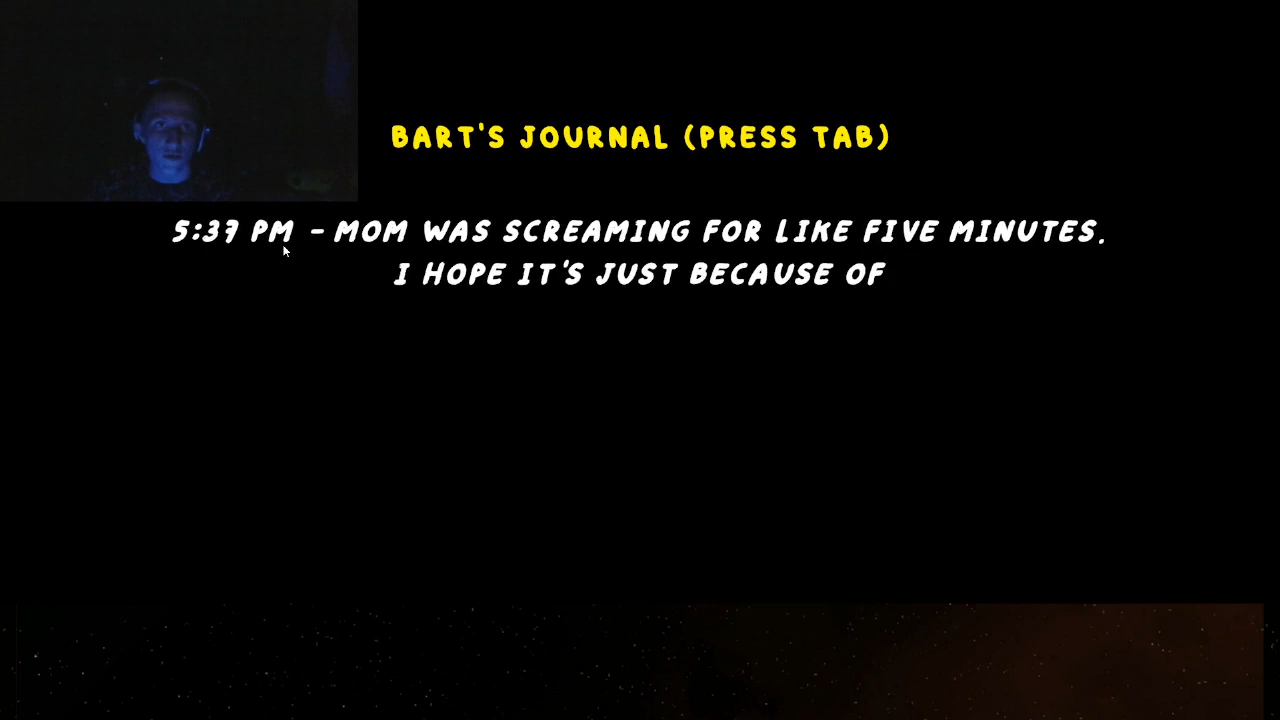 BART'S JOURNAL (PRESS TAB)
5:37 PM - MOM WAS SCREAMING FOR LIKE FIVE MINUTES.
I HOPE IT'S JUST BECAUSE OF